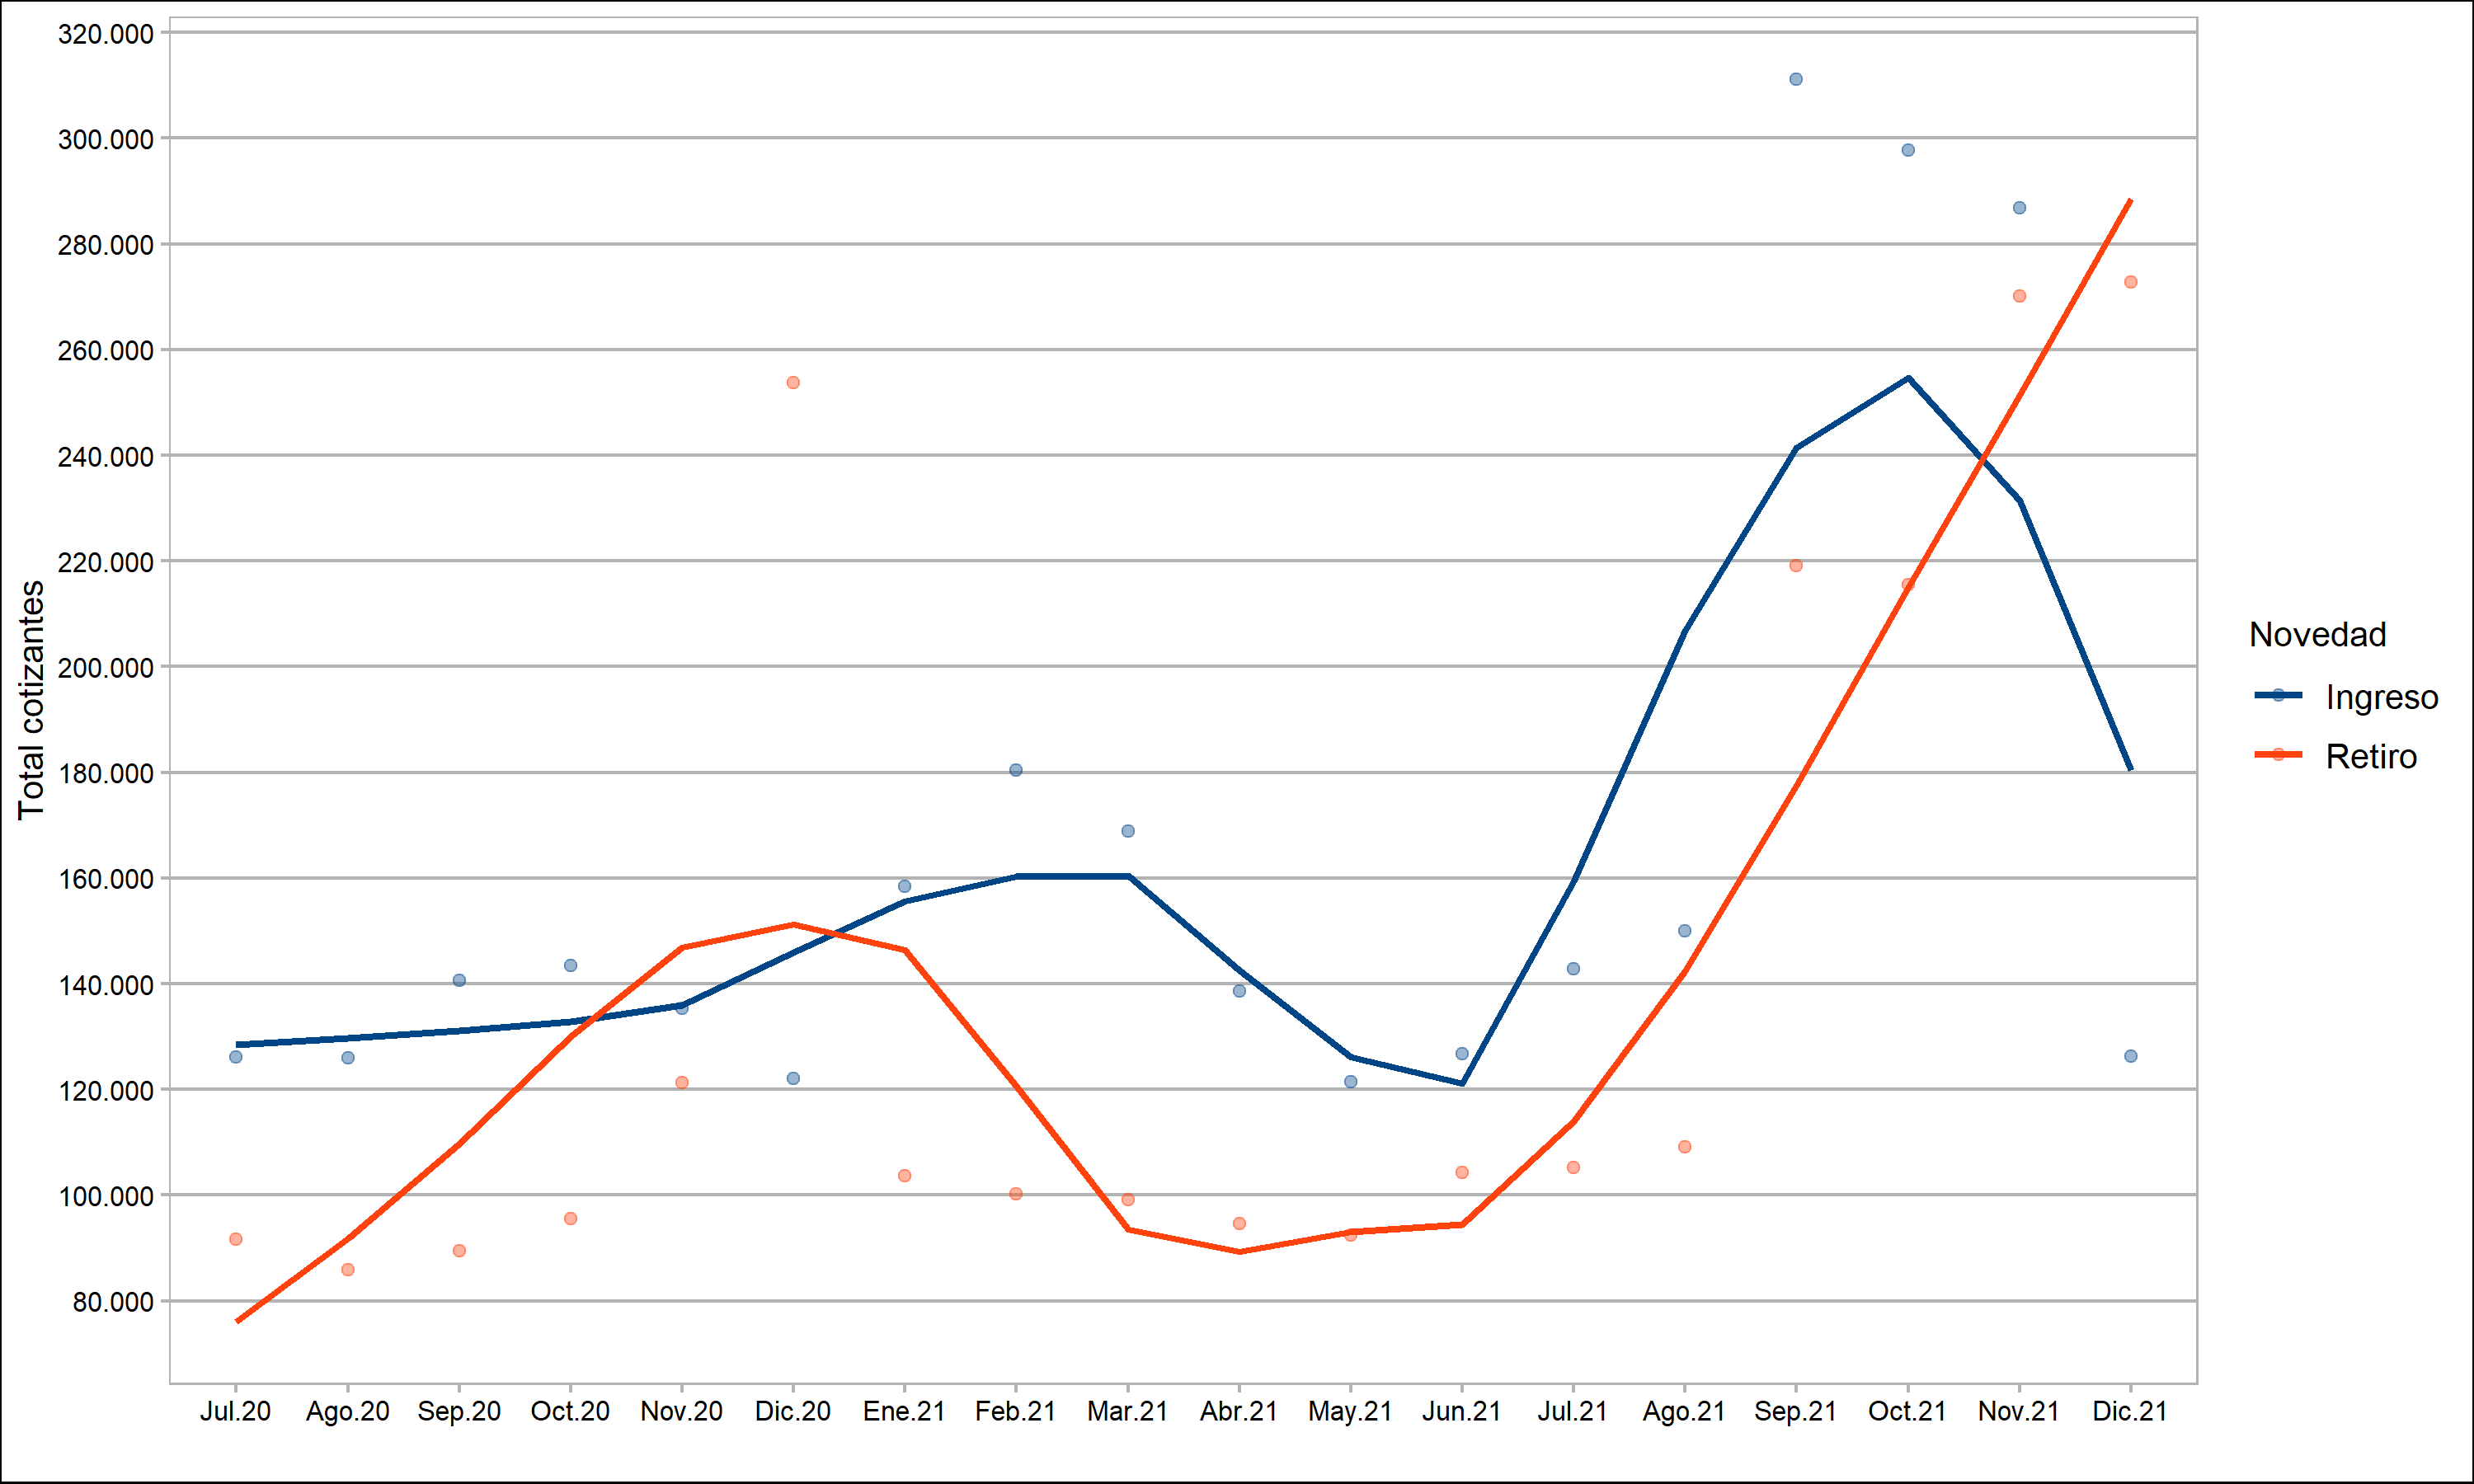 320.000
300.000
280.000
260.000
240.000
220.000
200.000
180.000
160.000
140.000
120.000
100.000
80.000
Total cotizantes
Jul.20 Ago.20 Sep.20 Oct.20 Nov.20 Dic.20 Ene.21 Feb.21 Mar.21 Abr.21 May.21 Jun.21 Jul.21 Ago.21 Sep.21 Oct.21 Nov.21 Dic.21
Novedad
Ingreso
Retiro